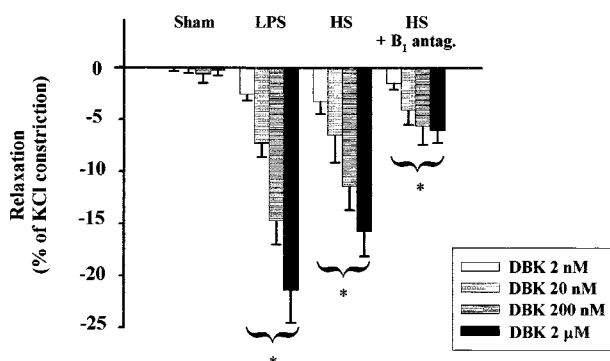 Sham LPS HS HS
+ B₁ antag.
Relaxation
(% of KCl constriction)
0
-5
-10
-15
-20
-25
*
*
*
DBK 2 nM
DBK 20 nM
DBK 200 nM
DBK 2 µM